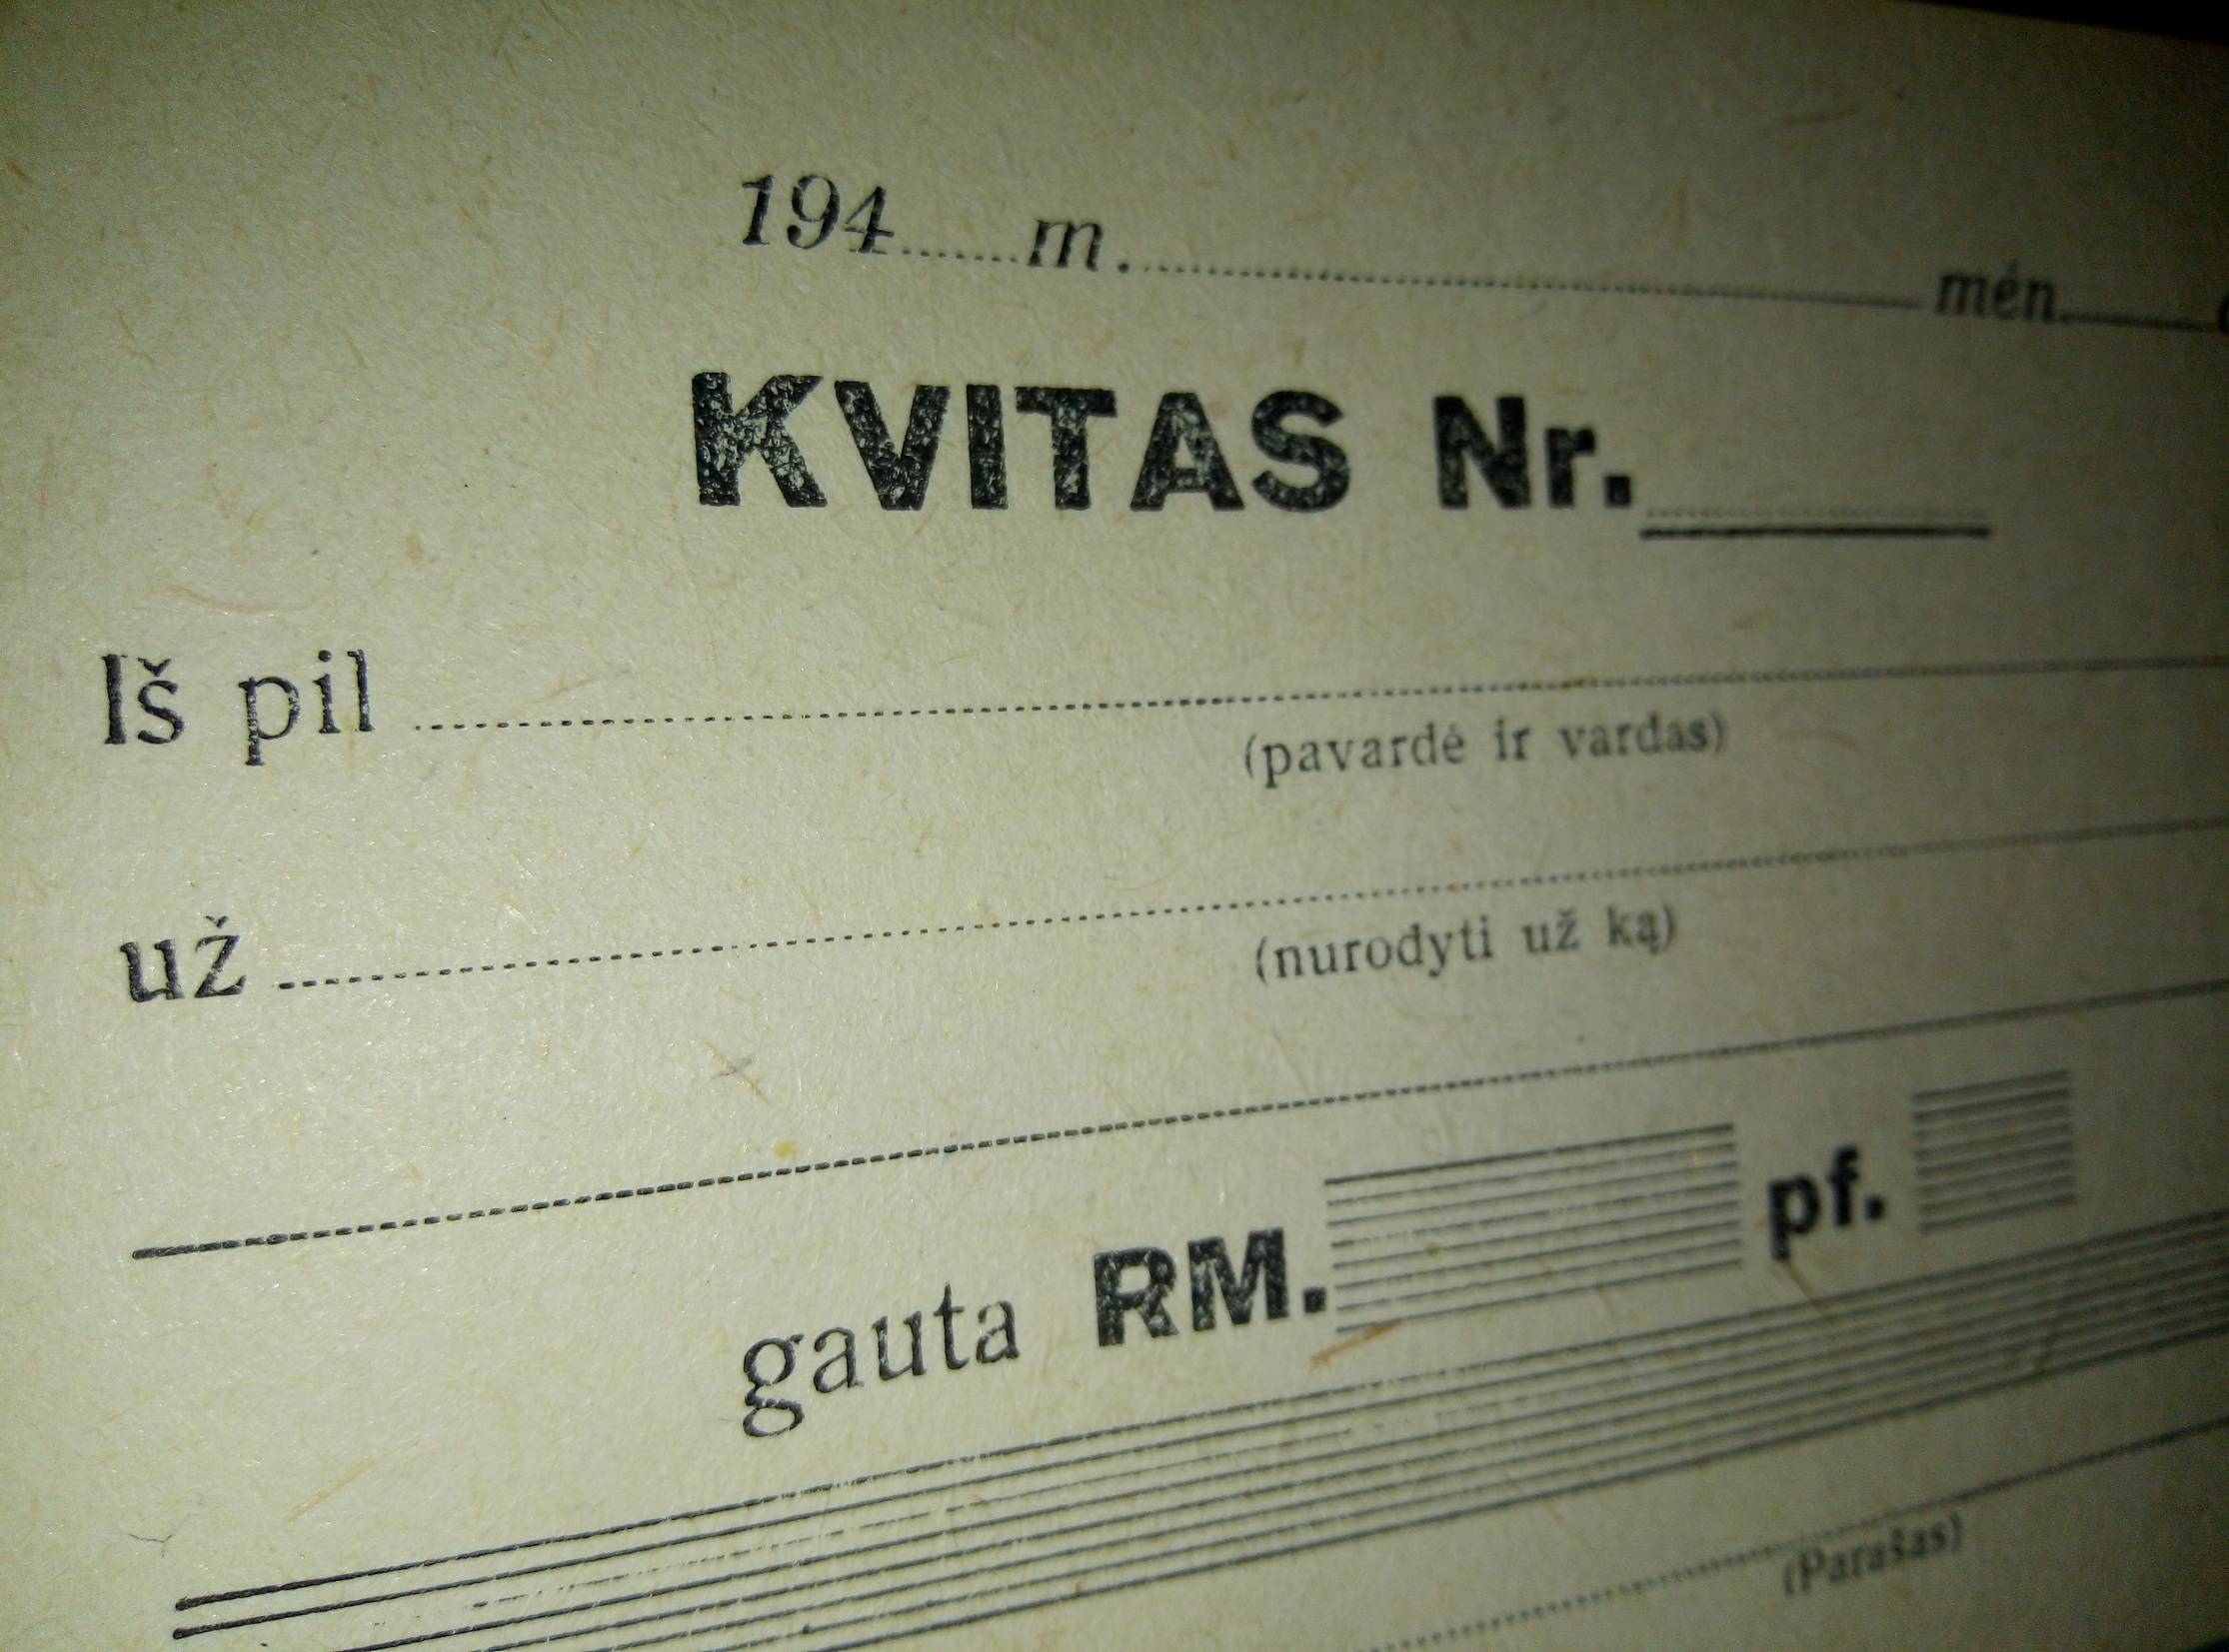 194.......m. mėn.
KVITAS Nr.
Iš pil
(pavardė ir vardas)
už
(nurodyti už ką)
gauta RM. pf.
(Parašas)